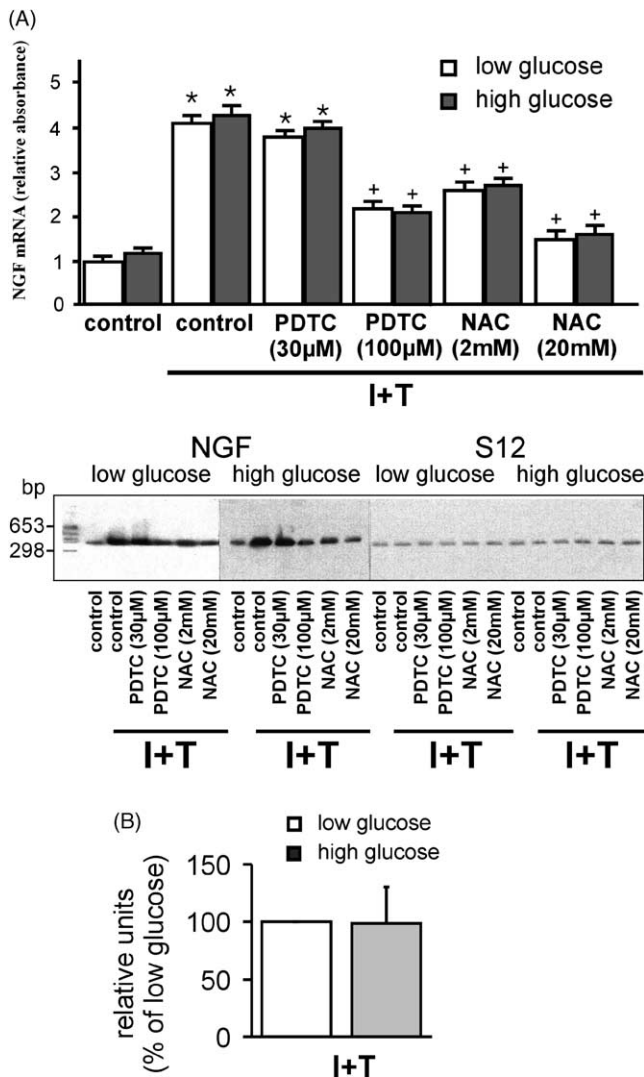 (A)
NGF mRNA (relative absorbance)
5
4
3
2
1
0
low glucose
high glucose
* * * * + + + + + +
control control PDTC PDTC NAC NAC
(30µM) (100µM) (2mM) (20mM)
I+T
NGF S12
low glucose high glucose low glucose high glucose
bp
653
298
control control PDTC (30µM) PDTC (100µM) NAC (2mM) NAC (20mM) control control PDTC (30µM) PDTC (100µM) NAC (2mM) NAC (20mM) control control PDTC (30µM) PDTC (100µM) NAC (2mM) NAC (20mM) control control PDTC (30µM) PDTC (100µM) NAC (2mM) NAC (20mM)
I+T I+T I+T I+T
(B)
low glucose
high glucose
relative units
(% of low glucose)
150
100
50
0
I+T